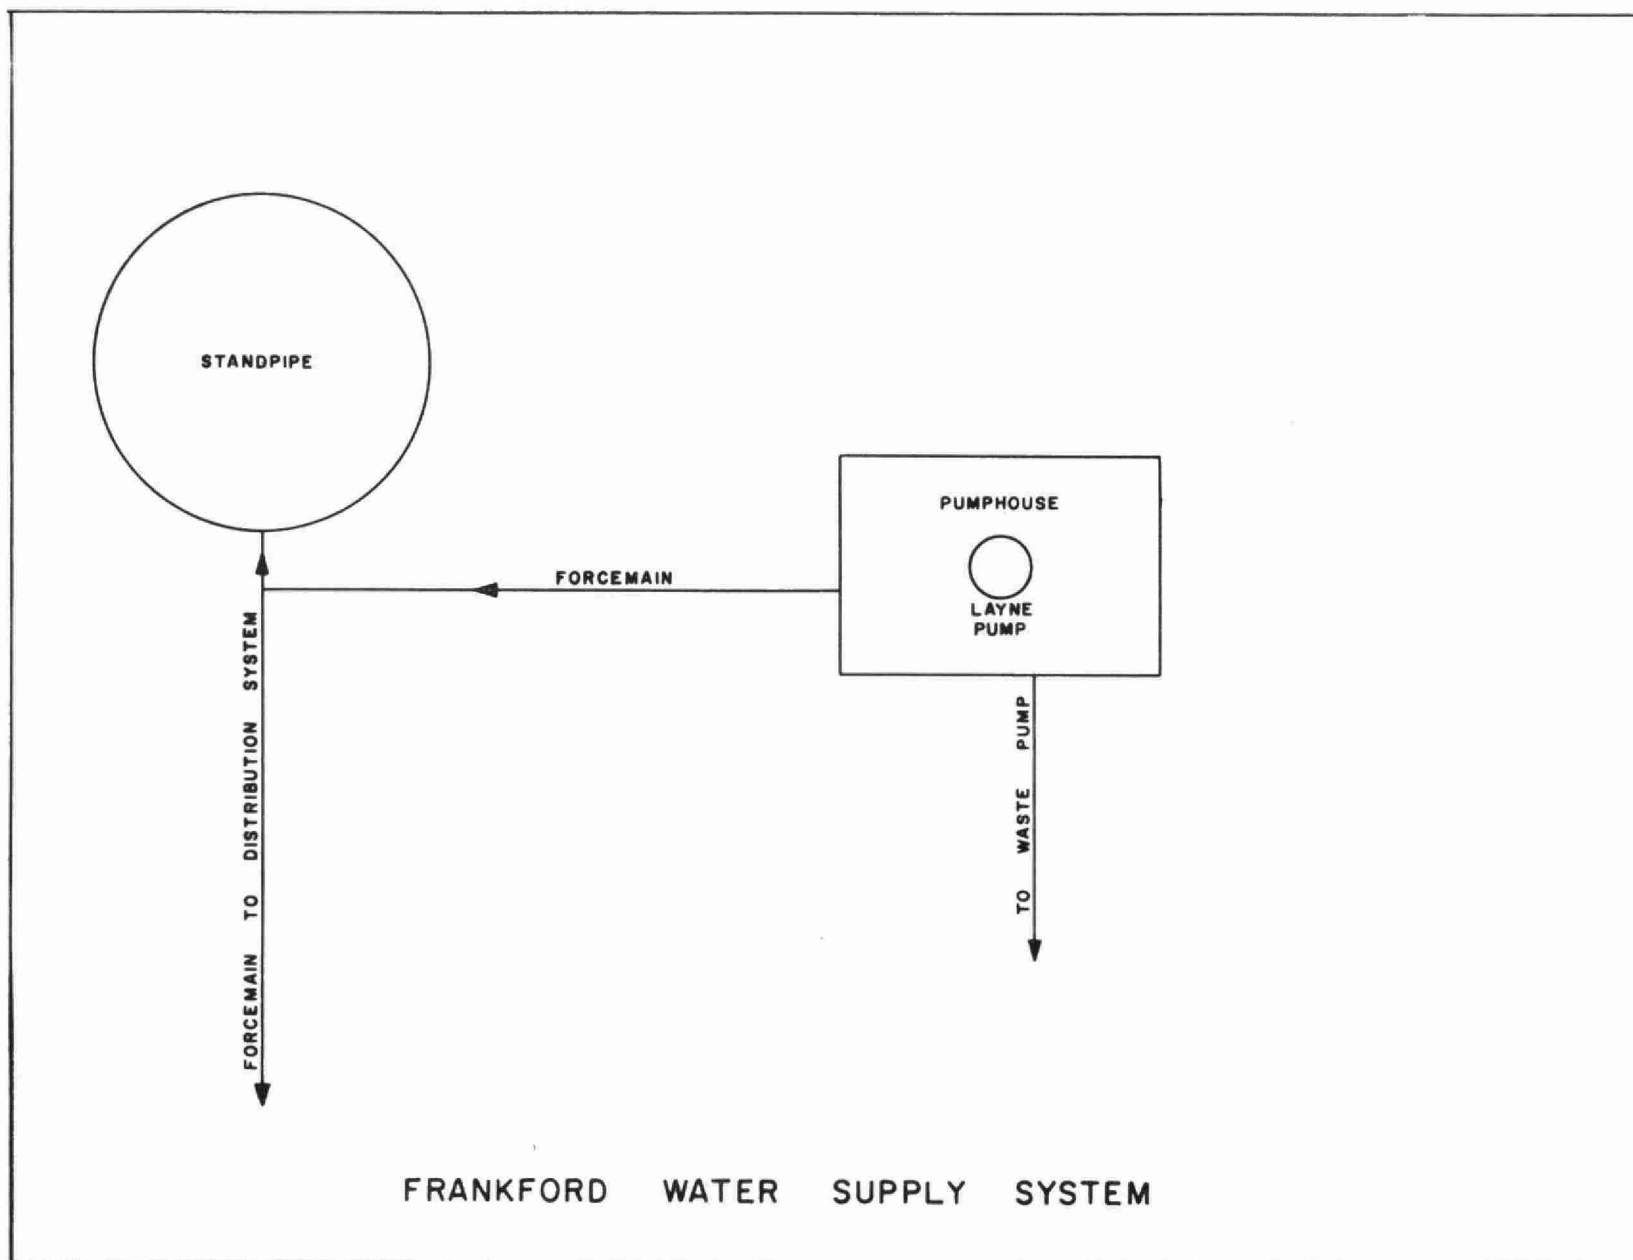 STANDPIPE
PUMPHOUSE
LAYNE
PUMP
FORCEMAIN
FORCEMAIN TO DISTRIBUTION SYSTEM
TO WASTE PUMP
FRANKFORD WATER SUPPLY SYSTEM